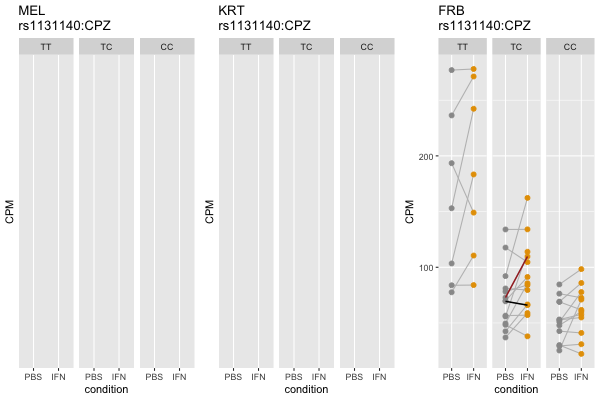 MEL
rs1131140:CPZ
TT TC CC
CPM
PBS IFN PBS IFN PBS IFN
condition
KRT
rs1131140:CPZ
TT TC CC
CPM
PBS IFN PBS IFN PBS IFN
condition
FRB
rs1131140:CPZ
TT TC CC
200
CPM
100
PBS IFN PBS IFN PBS IFN
condition